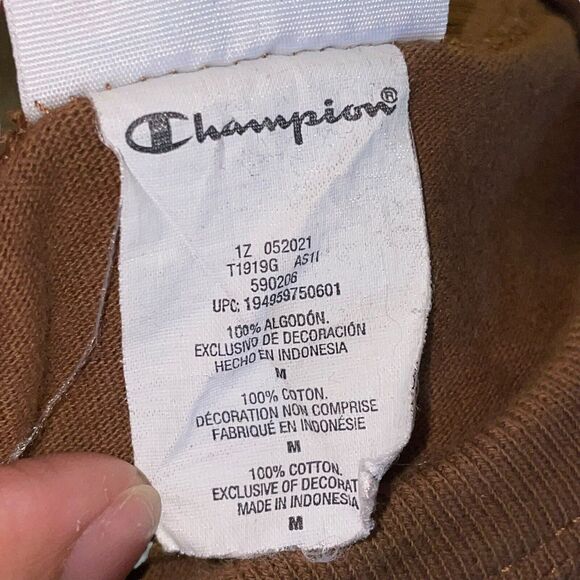 Champion®
1Z 052021
T1919G AS11
590206
UPC: 194959750601
100% ALGODÓN.
EXCLUSIVO DE DECORACIÓN
HECHO EN INDONESIA
M
100% COTON.
DÉCORATION NON COMPRISE
FABRIQUÉ EN INDONÉSIE
M
100% COTTON.
EXCLUSIVE OF DECORAT
MADE IN INDONESIA
M